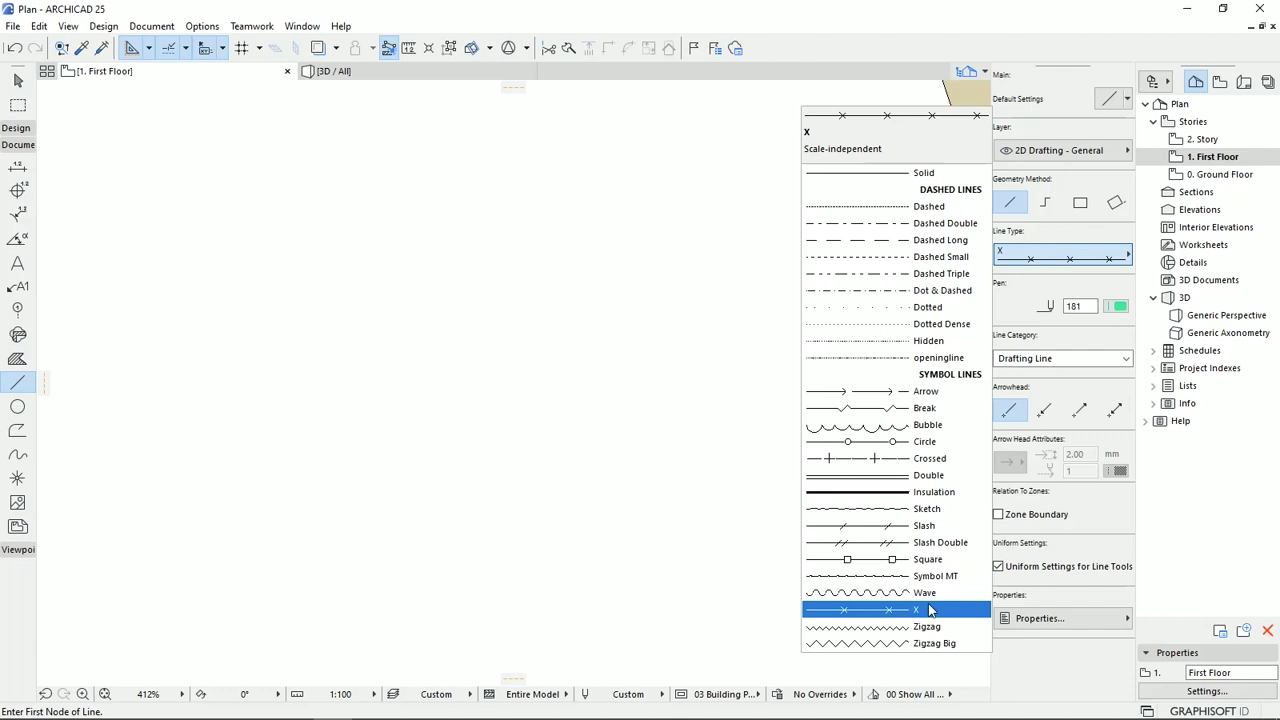 Plan - ARCHICAD 25
File Edit View Design Document Options Teamwork Window Help
[1. First Floor]
[3D / All]
Design
Docume
Viewpoi
X
Scale-independent
Solid
DASHED LINES
Dashed
Dashed Double
Dashed Long
Dashed Small
Dashed Triple
Dot & Dashed
Dotted
Dotted Dense
Hidden
openingline
SYMBOL LINES
Arrow
Break
Bubble
Circle
Crossed
Double
Insulation
Sketch
Slash
Slash Double
Square
Symbol MT
Wave
X
Zigzag
Zigzag Big
Main:
Default Settings
Layer:
2D Drafting - General
Geometry Method:
Line Type:
X
Pen:
181
Line Category:
Drafting Line
Arrowhead:
Arrow Head Attributes:
2.00 mm
1
Relation To Zones:
Zone Boundary
Uniform Settings:
Uniform Settings for Line Tools
Properties:
Properties...
Plan
Stories
2. Story
1. First Floor
0. Ground Floor
Sections
Elevations
Interior Elevations
Worksheets
Details
3D Documents
3D
Generic Perspective
Generic Axonometry
Schedules
Project Indexes
Lists
Info
Help
Properties
1. First Floor
Settings...
412% 0° 1:100 Custom Entire Model Custom 03 Building P... No Overrides 00 Show All ...
Enter First Node of Line.
GRAPHISOFT ID